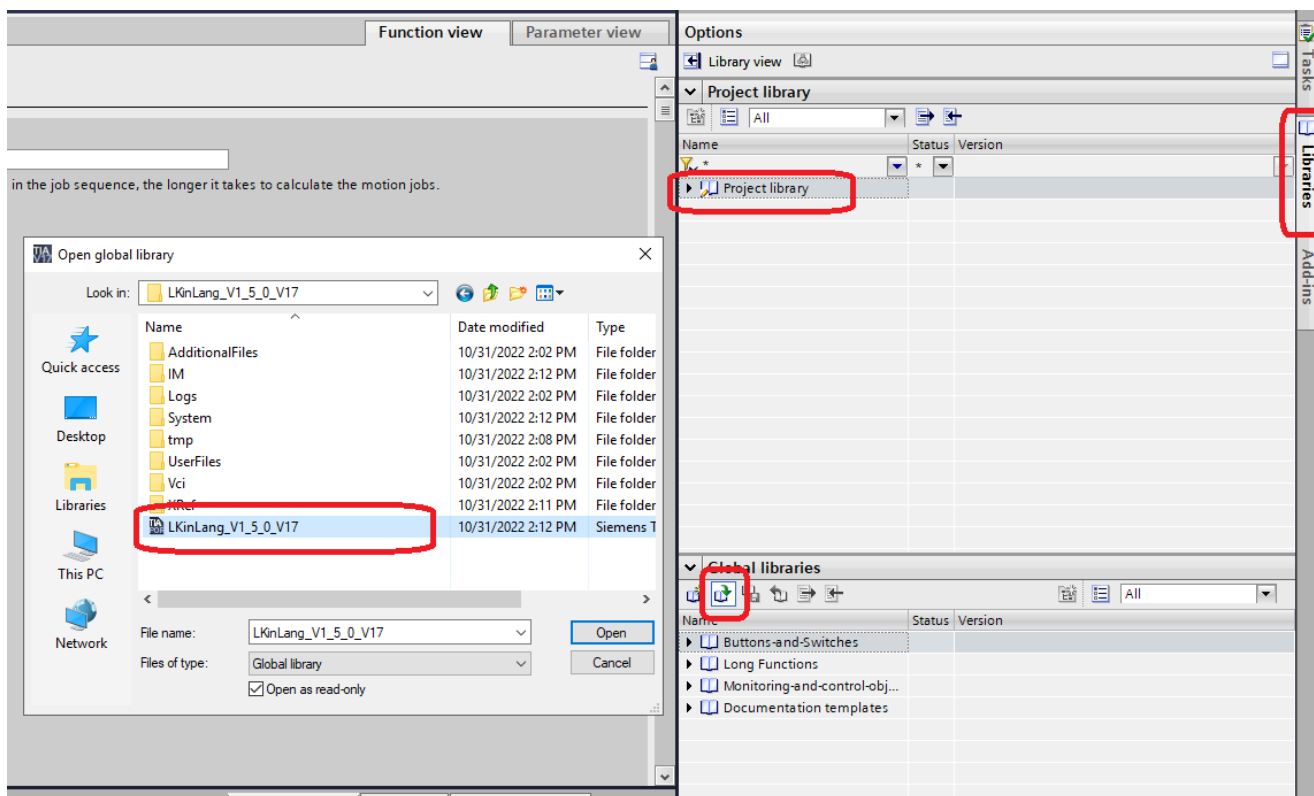 Function view
Parameter view
in the job sequence, the longer it takes to calculate the motion jobs.
Open global library
Look in:
LKinLang_V1_5_0_V17
Quick access
Desktop
Libraries
This PC
Network
Name Date modified Type
AdditionalFiles 10/31/2022 2:02 PM File folder
IM 10/31/2022 2:12 PM File folder
Logs 10/31/2022 2:02 PM File folder
System 10/31/2022 2:12 PM File folder
tmp 10/31/2022 2:08 PM File folder
UserFiles 10/31/2022 2:02 PM File folder
Vci 10/31/2022 2:02 PM File folder
XRef 10/31/2022 2:11 PM File folder
LKinLang_V1_5_0_V17 10/31/2022 2:12 PM Siemens T
File name: LKinLang_V1_5_0_V17 Open
Files of type: Global library Cancel
Open as read-only
Options
Library view
Project library
All
Name Status Version
* *
Project library
Global libraries
All
Name Status Version
Buttons-and-Switches
Long Functions
Monitoring-and-control-obj...
Documentation templates
Tasks
Libraries
Add-ins